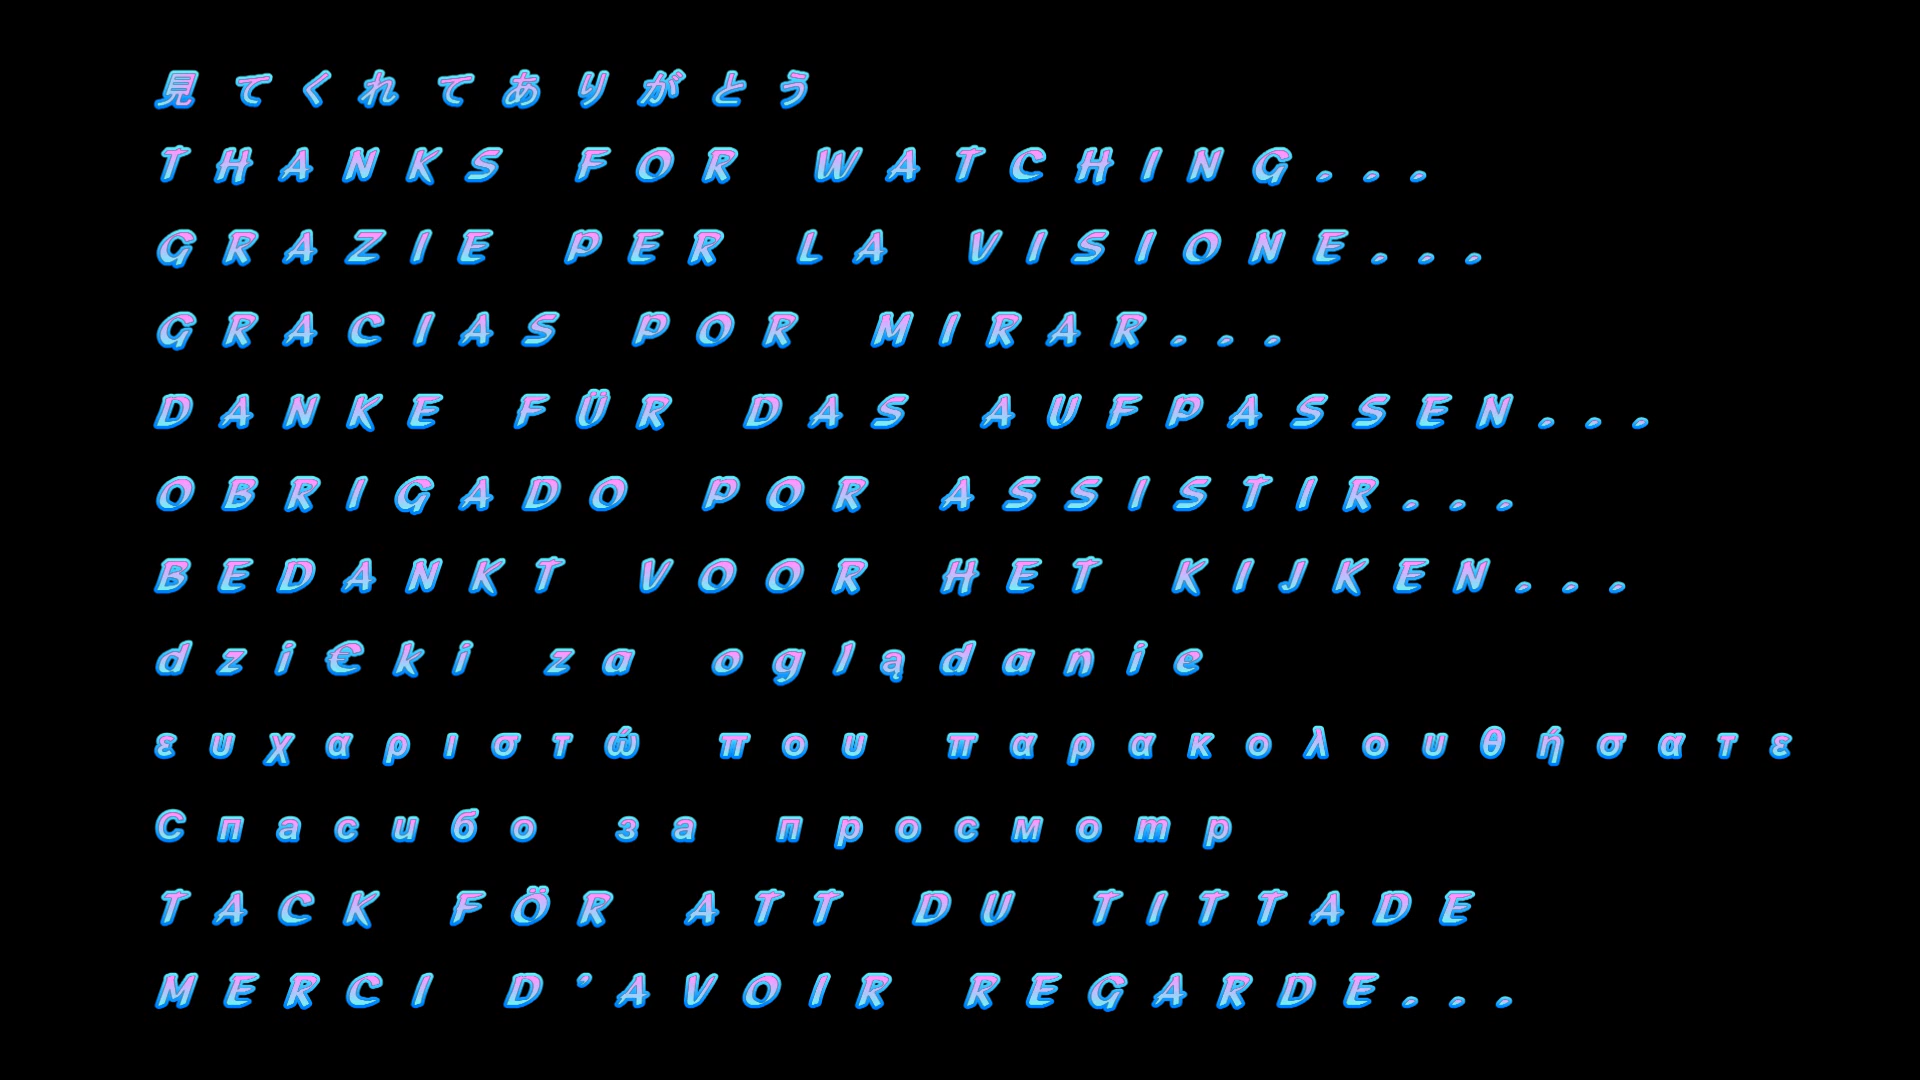 見てくれてありがとう
THANKS FOR WATCHING...
GRAZIE PER LA VISIONE...
GRACIAS POR MIRAR...
DANKE FÜR DAS AUFPASSEN...
OBRIGADO POR ASSISTIR...
BEDANKT VOOR HET KIJKEN...
dzi€ki za oglądanie
ευχαριστώ που παρακολουθήσατε
Спасибо за просмотр
TACK FÖR ATT DU TITTADE
MERCI D'AVOIR REGARDE...